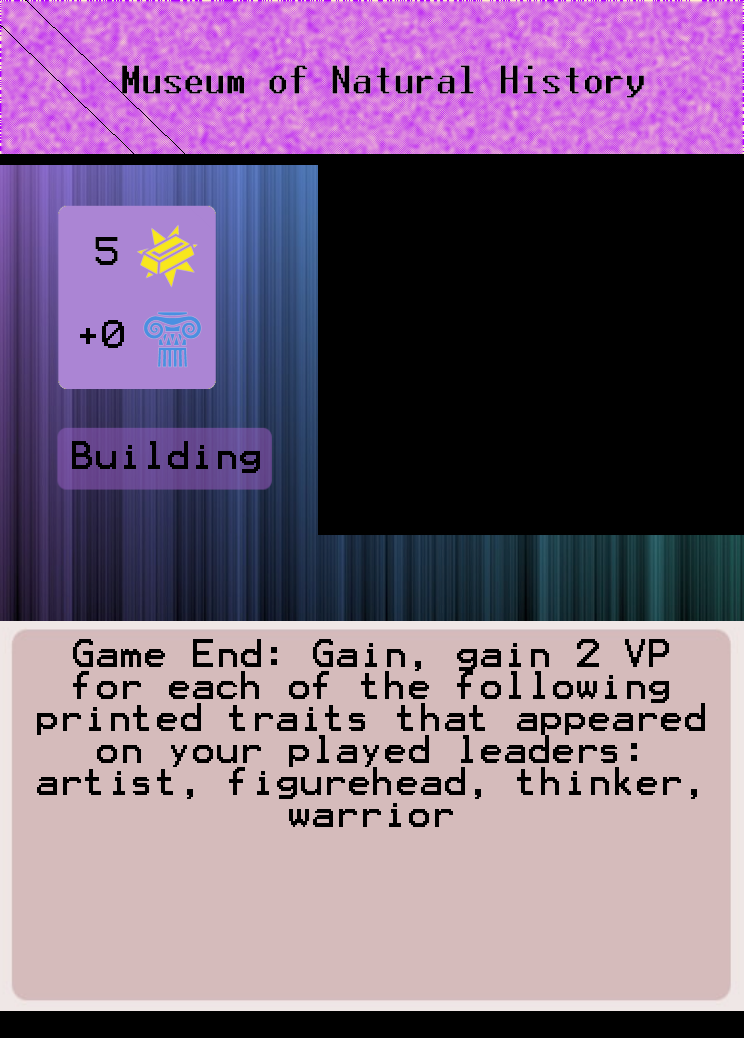 Museum of Natural History
5
+0
Building
Game End: Gain, gain 2 VP
for each of the following
printed traits that appeared
on your played leaders:
artist, figurehead, thinker,
warrior